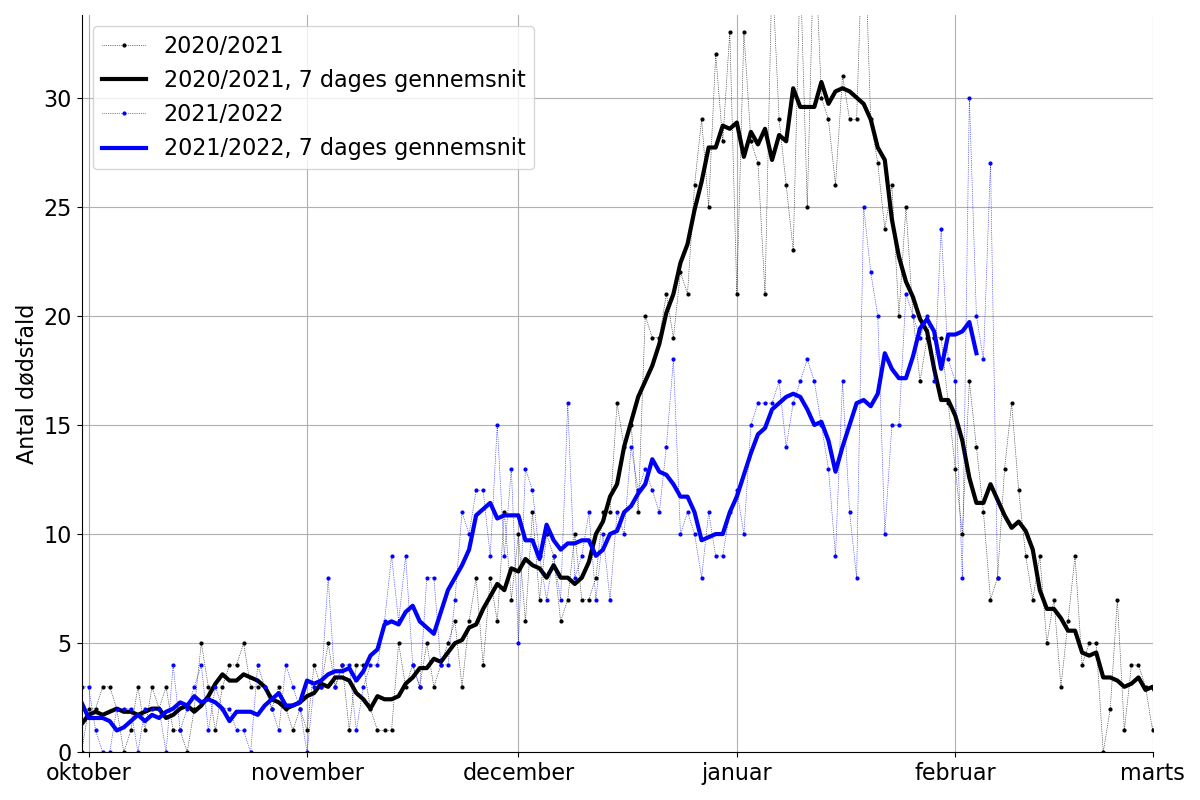 2020/2021
2020/2021, 7 dages gennemsnit
2021/2022
2021/2022, 7 dages gennemsnit
Antal dødsfald
30
25
20
15
10
5
0
oktober november december januar februar marts